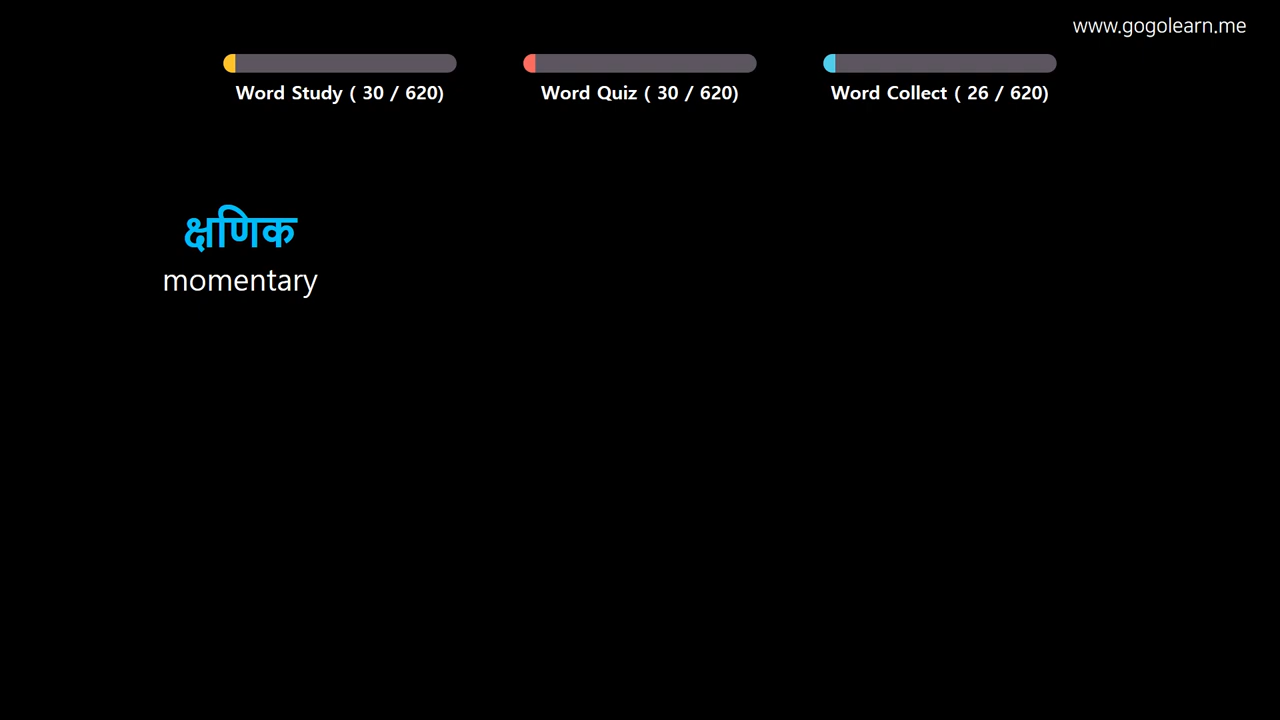 www.gogolearn.me
Word Study ( 30 / 620)
Word Quiz ( 30 / 620)
Word Collect ( 26 / 620)
क्षणिक
momentary